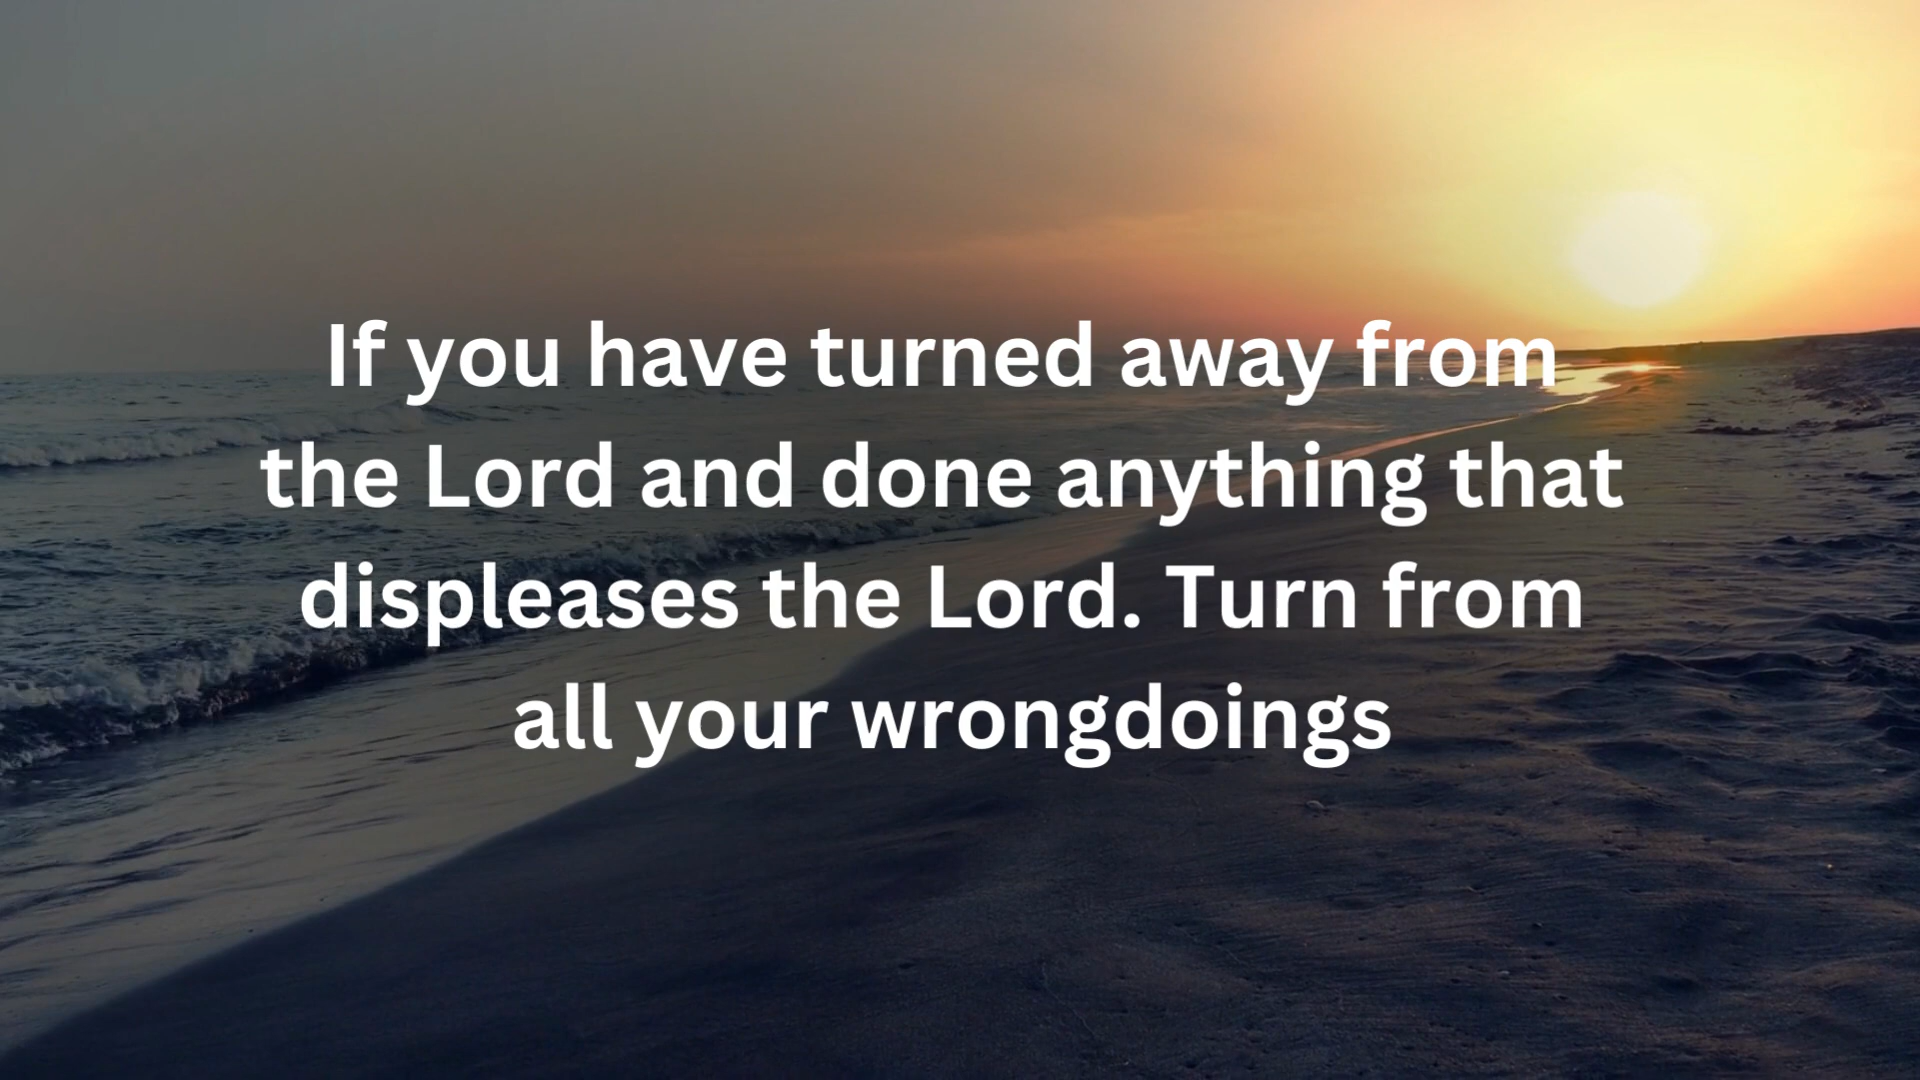 If you have turned away from
the Lord and done anything that
displeases the Lord. Turn from
all your wrongdoings